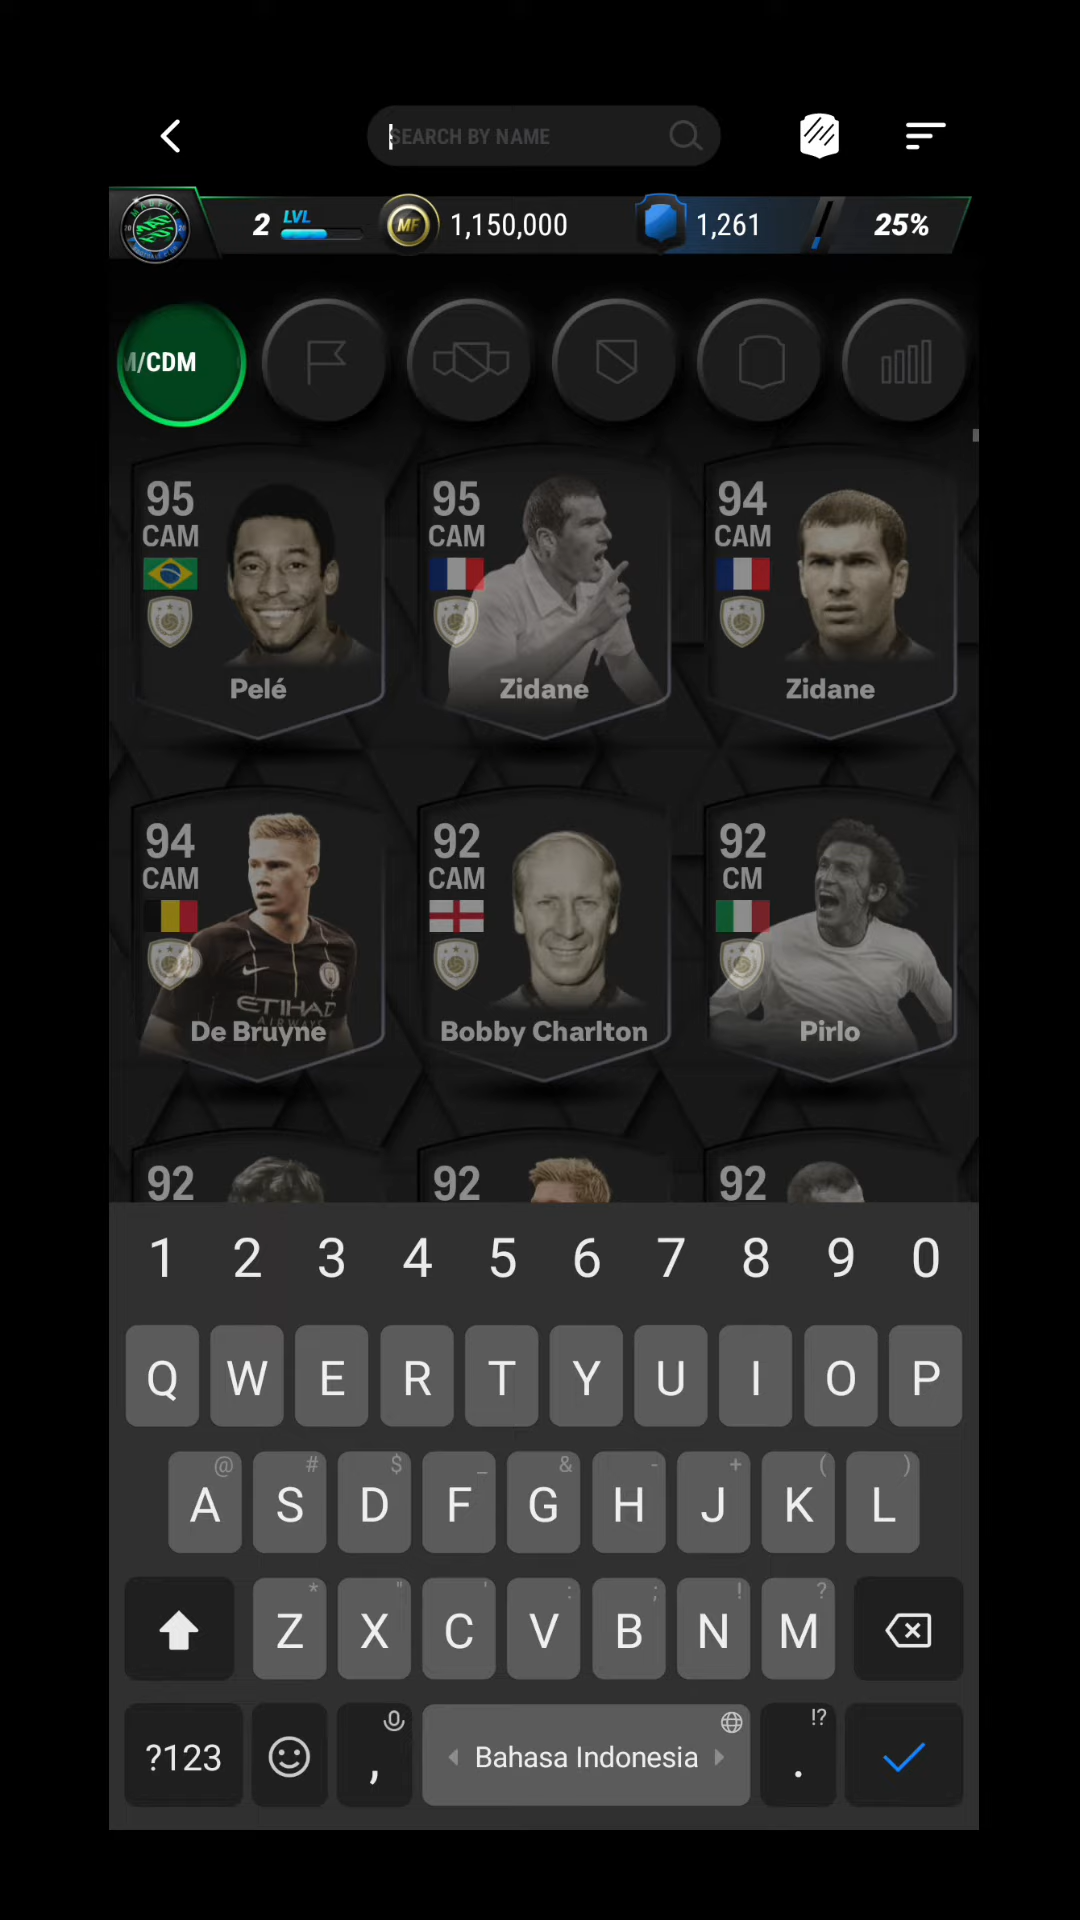 SEARCH BY NAME
2 LVL MF 1,150,000 1,261 25%
M/CDM
95 95 94
CAM CAM CAM
Pelé Zidane Zidane
94 92 92
CAM CAM CM
ETIHAD
AIRWAYS
De Bruyne Bobby Charlton Pirlo
92 92 92
1 2 3 4 5 6 7 8 9 0
Q W E R T Y U I O P
@ # $ _ & - + ( )
A S D F G H J K L
* " ' : ; ! ?
Z X C V B N M
?123 , Bahasa Indonesia !? .